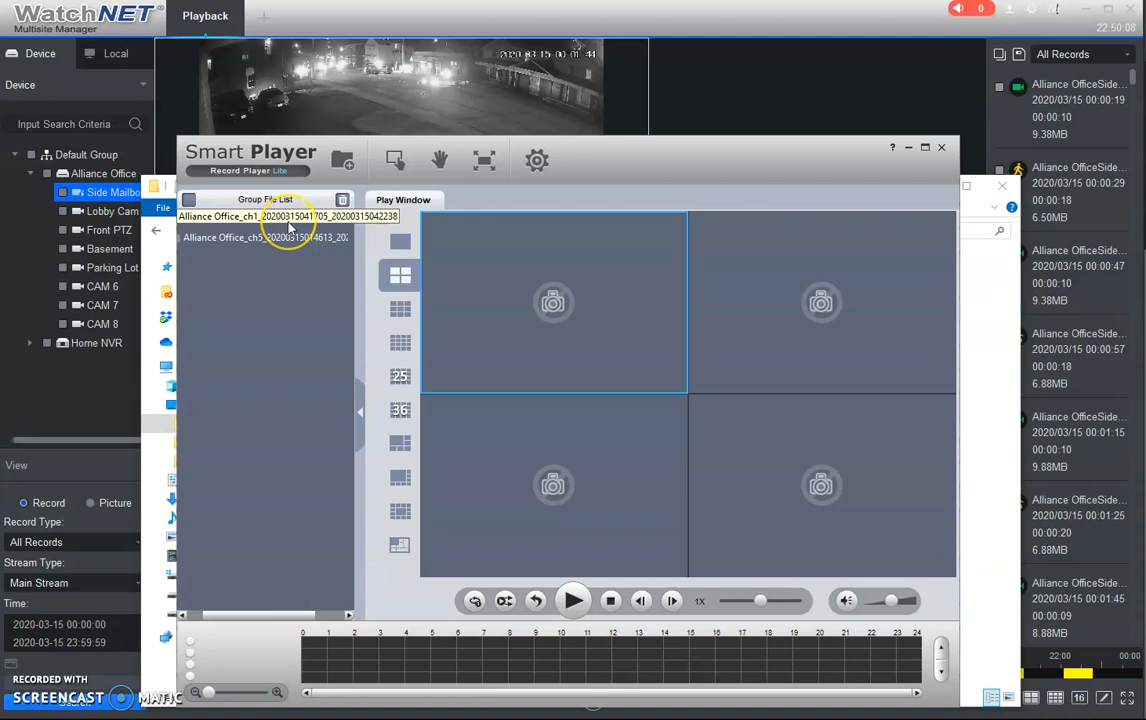 WatchNET
Multisite Manager
Playback
0
22:50:08
Device
Local
2020-03-15 00:01:44
All Records
Device
Input Search Criteria
Default Group
Alliance Office
Side Mailbo
Lobby Cam
Front PTZ
Basement
Parking Lot
CAM 6
CAM 7
CAM 8
Home NVR
File
Smart Player
Record Player Lite
Group File List
Play Window
Alliance Office_ch1_20200315041705_20200315042238
Alliance Office_ch5_20200315014613_202
25
36
1X
0 1 2 3 4 5 6 7 8 9 10 11 12 13 14 15 16 17 18 19 20 21 22 23 24
Alliance OfficeSide...
2020/03/15 00:00:19
00:00:10
9.38MB
Alliance OfficeSide...
2020/03/15 00:00:32
00:00:18
6.50MB
Alliance OfficeSide...
2020/03/15 00:00:47
00:00:10
9.38MB
Alliance OfficeSide...
2020/03/15 00:00:57
00:00:18
6.88MB
Alliance OfficeSide...
2020/03/15 00:01:15
00:00:10
9.88MB
Alliance OfficeSide...
2020/03/15 00:01:25
00:00:20
6.88MB
Alliance OfficeSide...
2020/03/15 00:01:45
00:00:09
8.88MB
22:00
00:00
16
View
Record
Picture
Record Type:
All Records
Stream Type:
Main Stream
Time:
2020-03-15 00:00:00
2020-03-15 23:59:59
RECORDED WITH
SCREENCAST MATIC